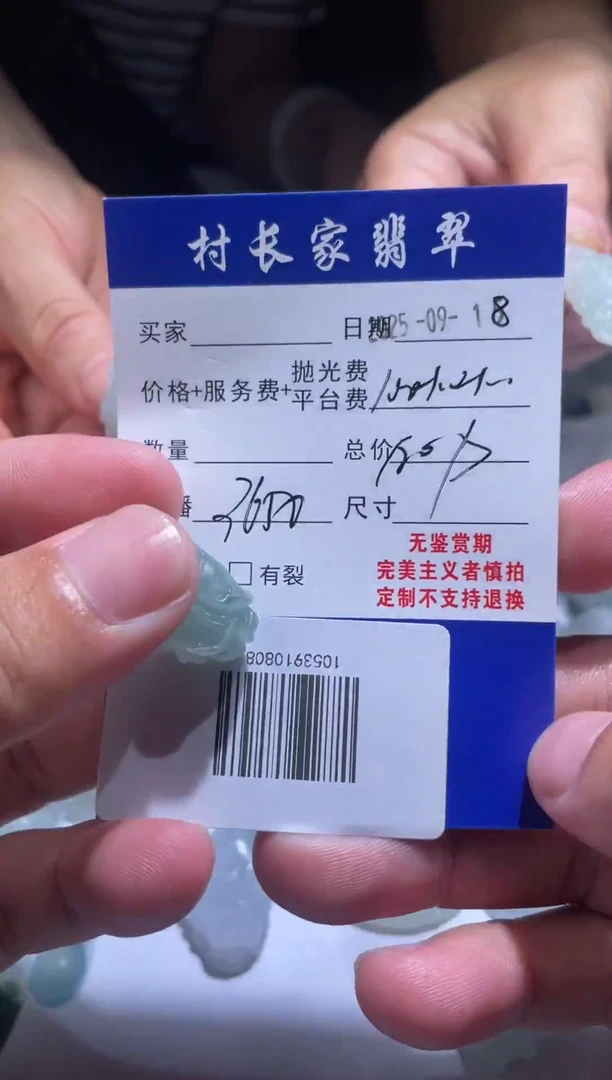 村长家翡翠
买家 日期 2025-09-18
价格+服务费+抛光费平台费
数量 总价
播 尺寸
无鉴赏期
□ 有裂 完美主义者慎拍
定制不支持退换
1053910808